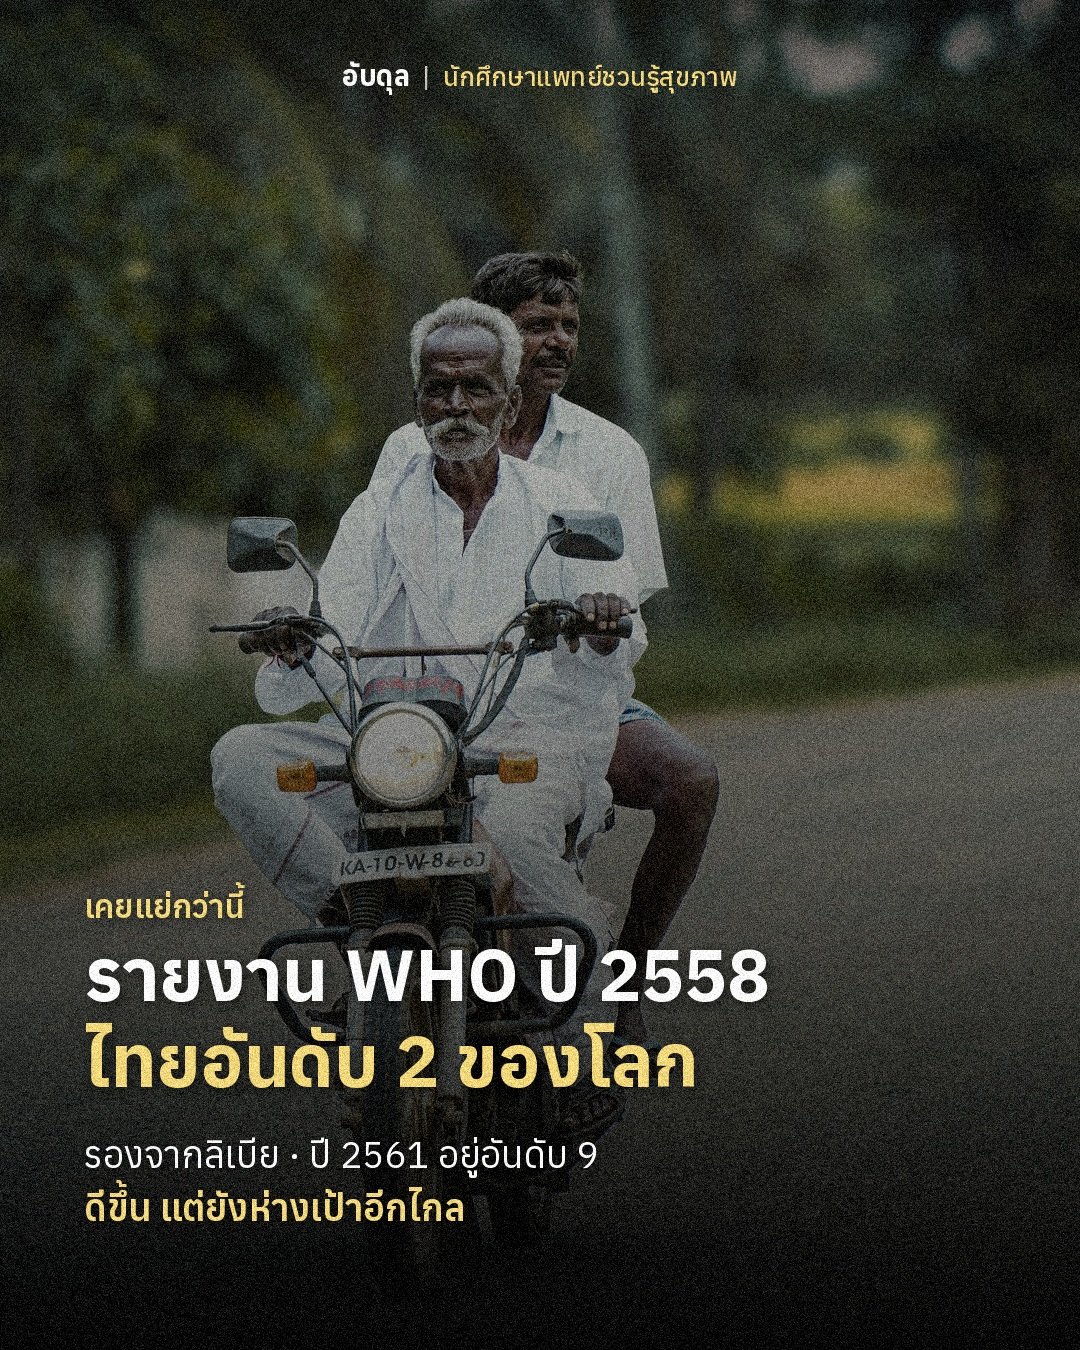 อับดุล | นักศึกษาแพทย์ชวนรู้สุขภาพ
เคยแย่กว่านี้
รายงาน WHO ปี 2558
ไทยอันดับ 2 ของโลก
รองจากลิเบีย · ปี 2561 อยู่อันดับ 9
ดีขึ้น แต่ยังห่างเป้าอีกไกล